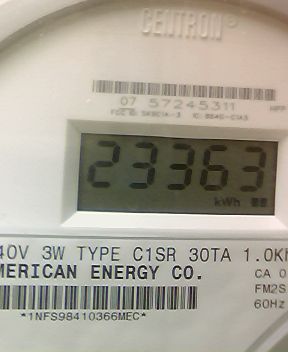 CENTRON®
07 57245311
23363
kWh
40V 3W TYPE C1SR 30TA 1.0K
MERICAN ENERGY CO.
CA 0
FM2S
60Hz
*1NFS98410366MEC*